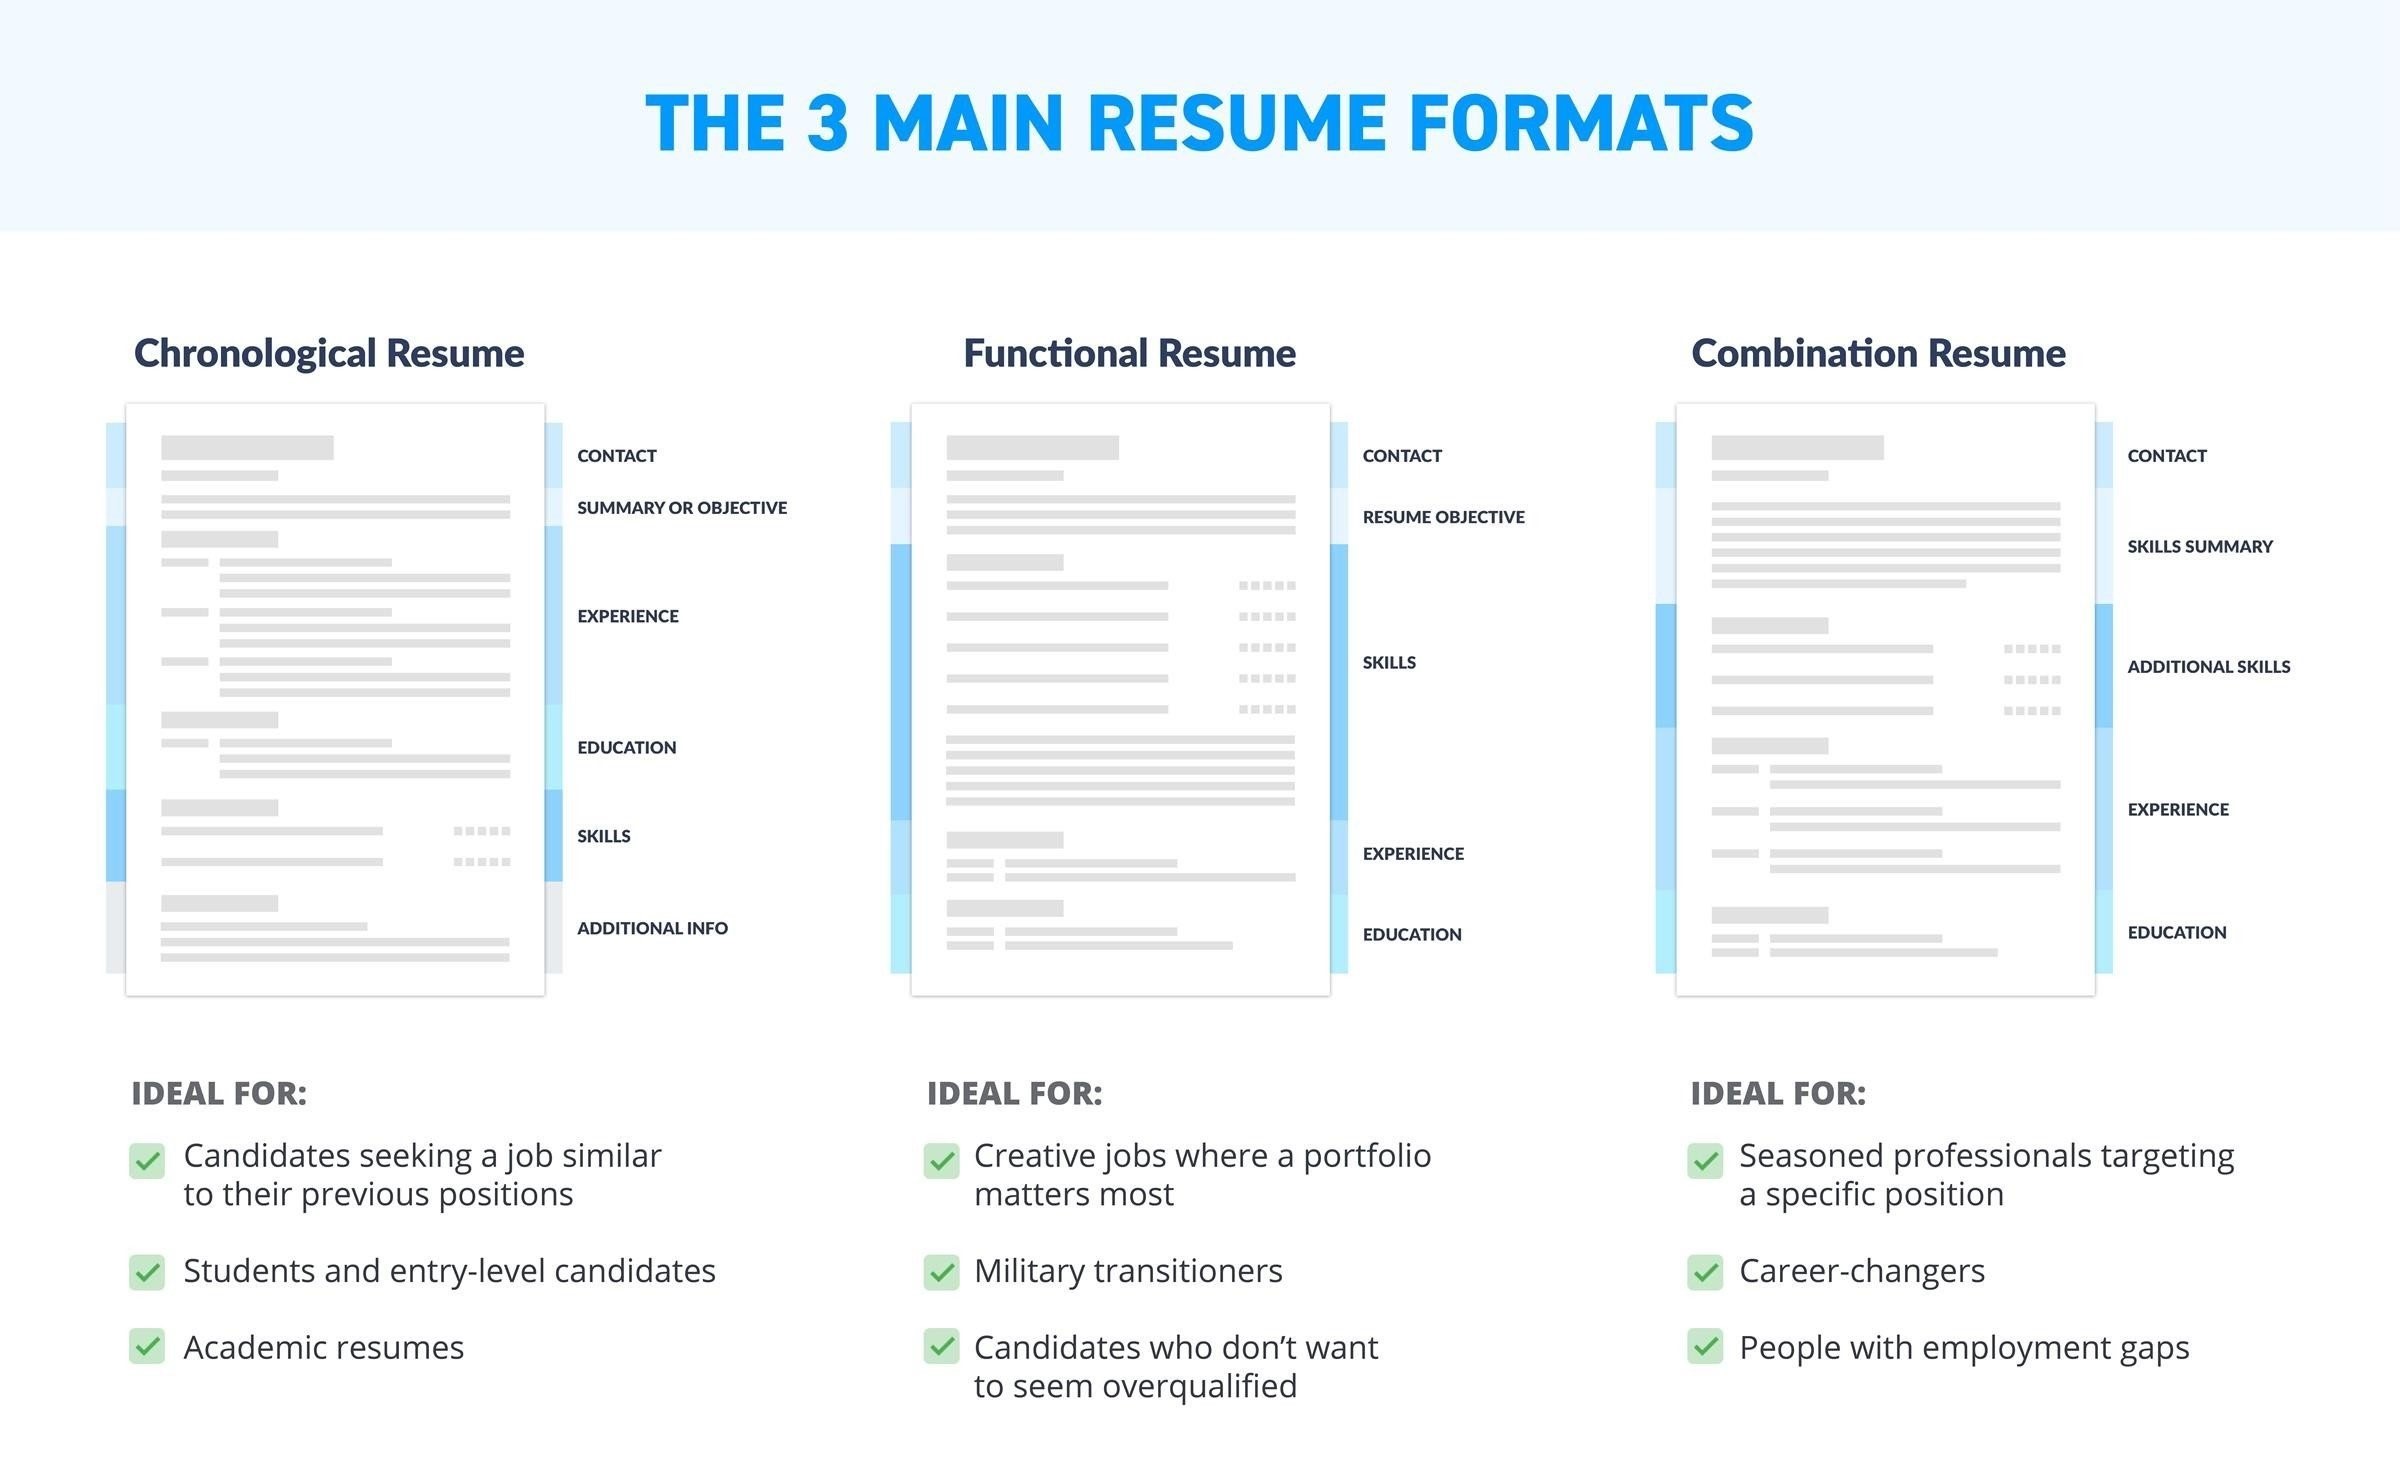 THE 3 MAIN RESUME FORMATS
Chronological Resume
CONTACT
SUMMARY OR OBJECTIVE
EXPERIENCE
EDUCATION
SKILLS
ADDITIONAL INFO
IDEAL FOR:
Candidates seeking a job similar
to their previous positions
Students and entry-level candidates
Academic resumes
Functional Resume
CONTACT
RESUME OBJECTIVE
SKILLS
EXPERIENCE
EDUCATION
IDEAL FOR:
Creative jobs where a portfolio
matters most
Military transitioners
Candidates who don’t want
to seem overqualified
Combination Resume
CONTACT
SKILLS SUMMARY
ADDITIONAL SKILLS
EXPERIENCE
EDUCATION
IDEAL FOR:
Seasoned professionals targeting
a specific position
Career-changers
People with employment gaps